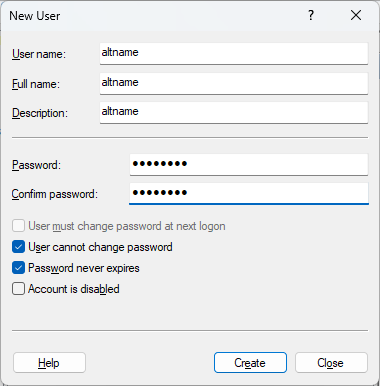 New User
?
User name: altname
Full name: altname
Description: altname
Password: ●●●●●●●●
Confirm password: ●●●●●●●●
User must change password at next logon
User cannot change password
Password never expires
Account is disabled
Help Create Close